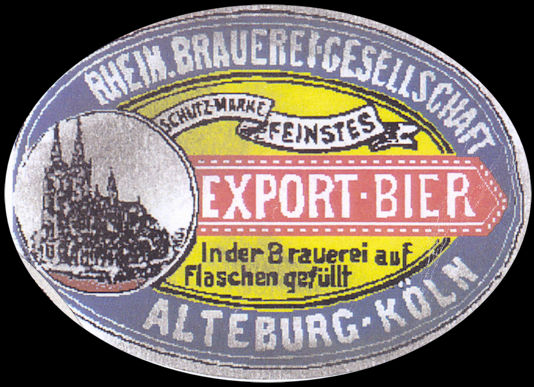 RHEIN. BRAUEREI-GESELLSCHAFT
SCHUTZ-MARKE
FEINSTES
EXPORT-BIER
In der Brauerei auf
Flaschen gefüllt
ALTEBURG-KÖLN